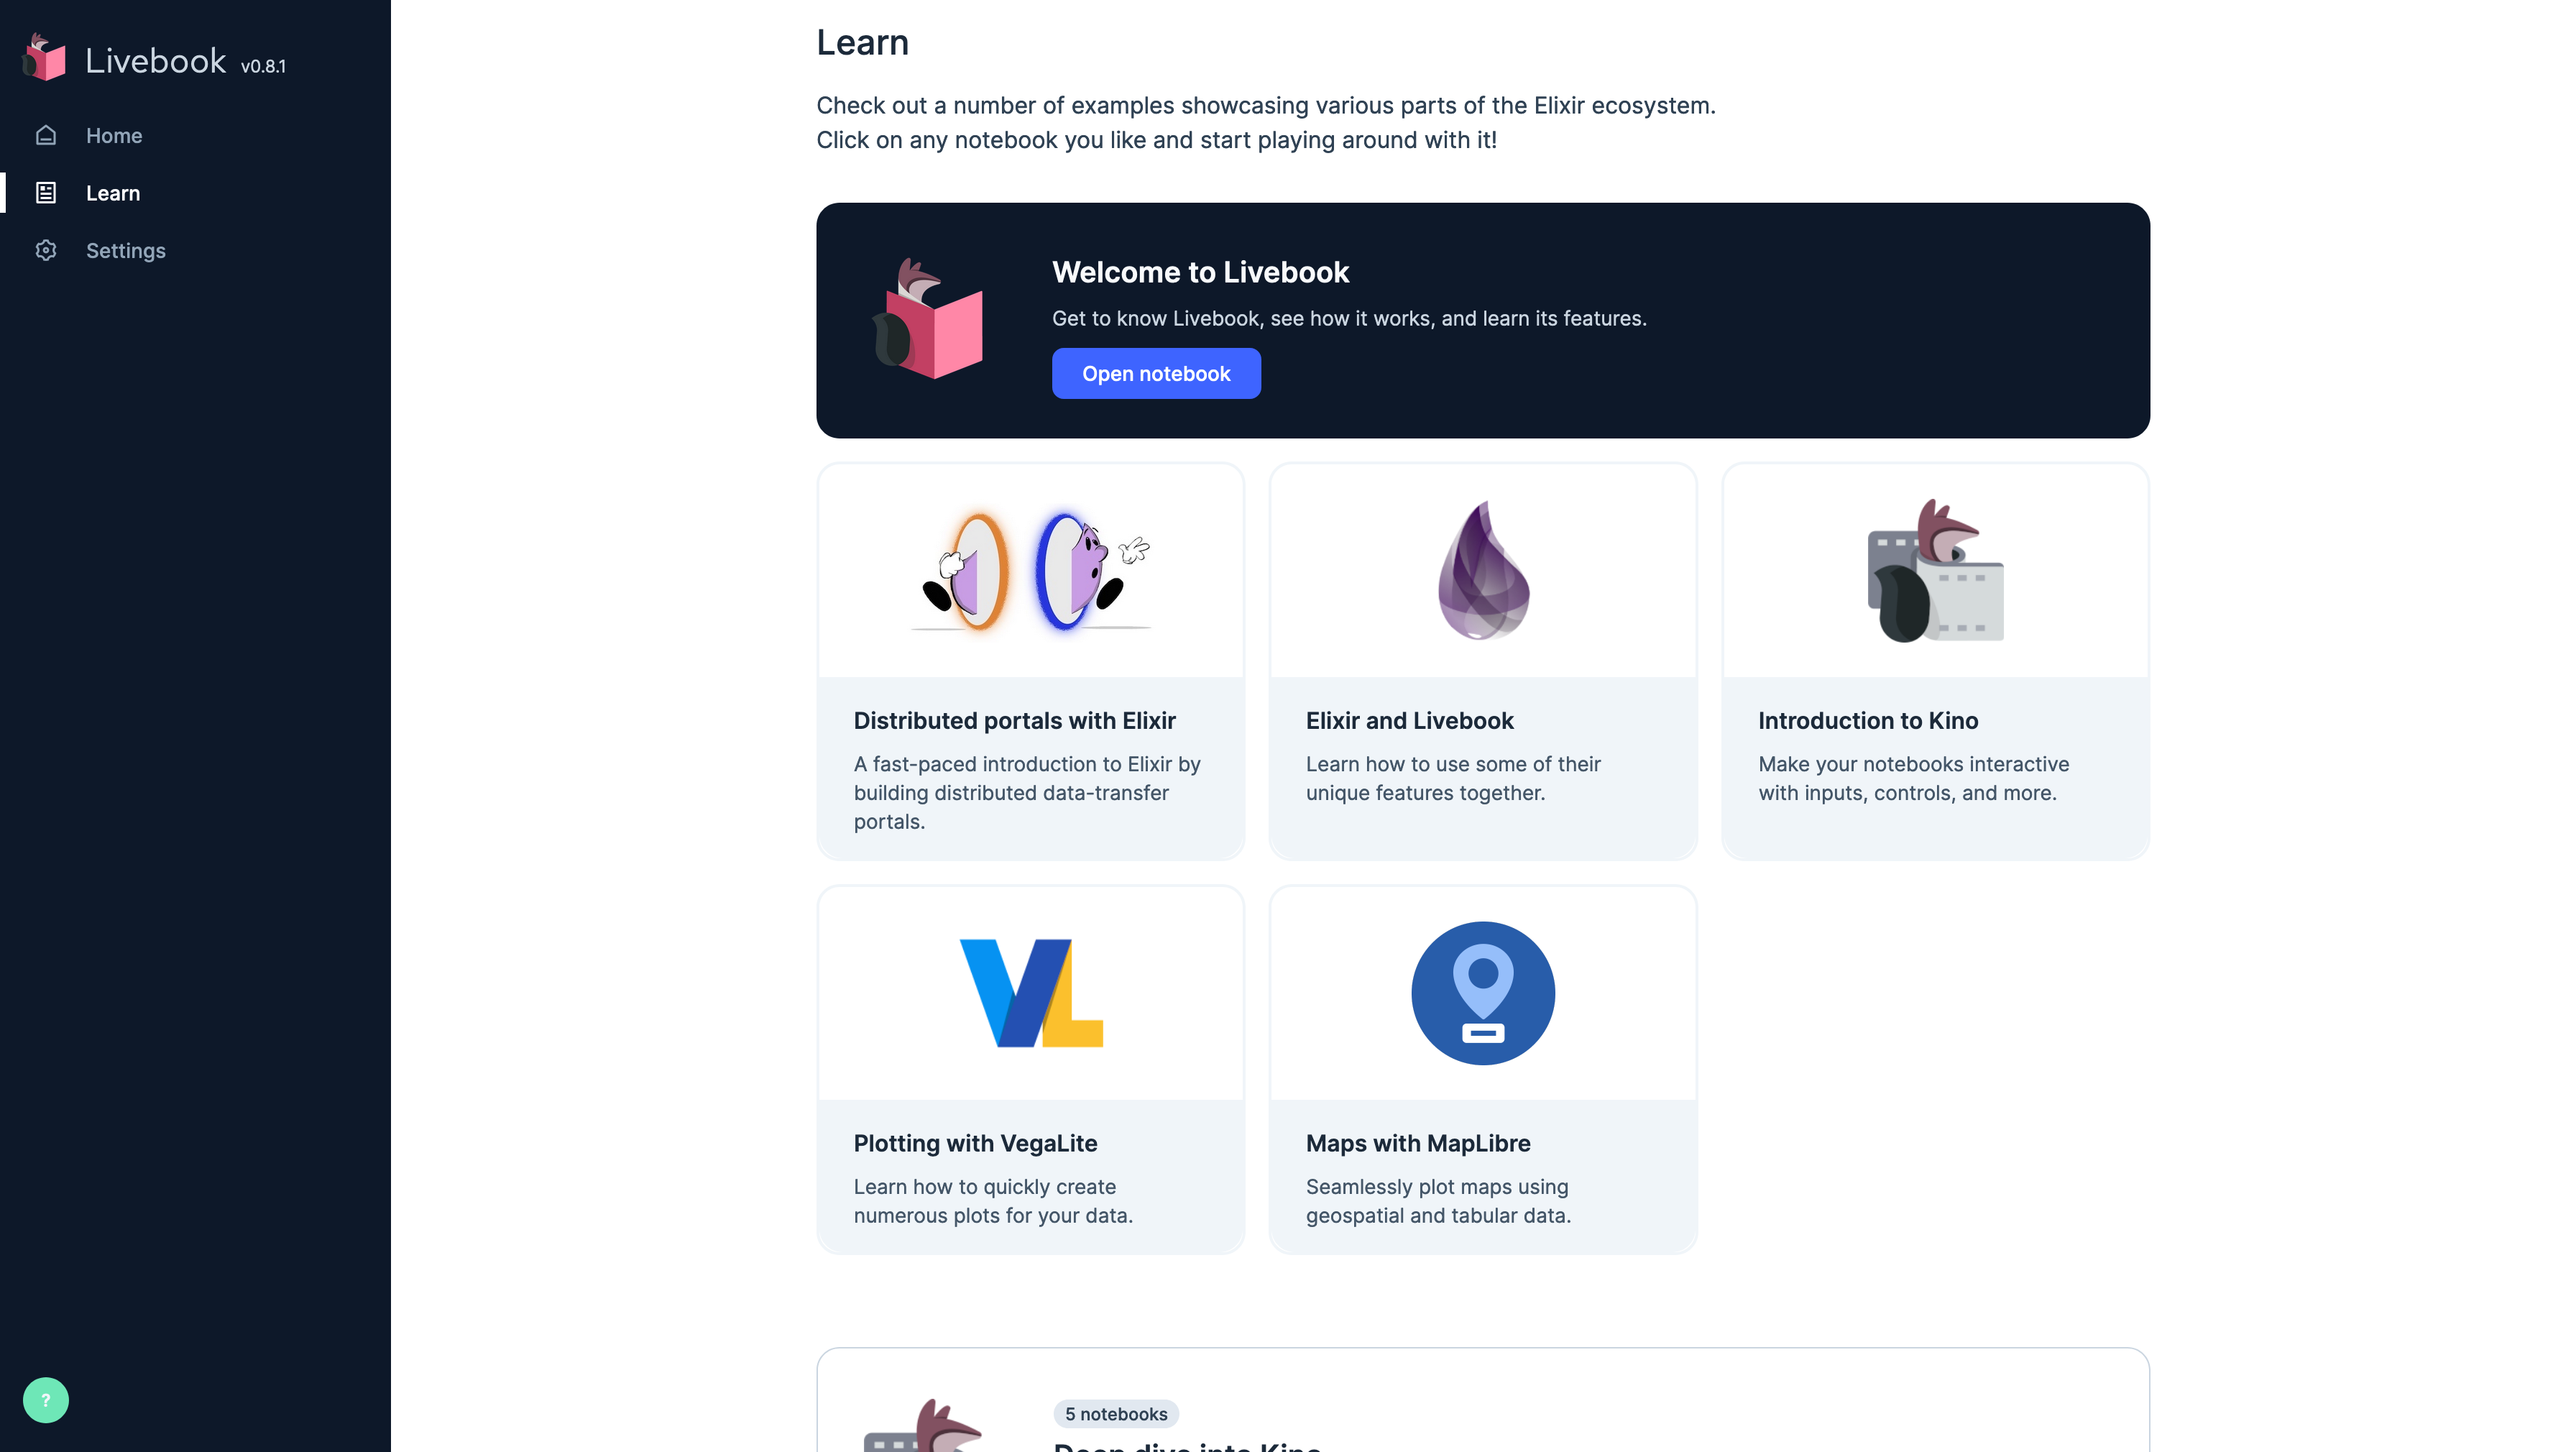 Livebook v0.8.1
Home
Learn
Settings
?
Learn
Check out a number of examples showcasing various parts of the Elixir ecosystem.
Click on any notebook you like and start playing around with it!
Welcome to Livebook
Get to know Livebook, see how it works, and learn its features.
Open notebook
Distributed portals with Elixir
A fast-paced introduction to Elixir by
building distributed data-transfer
portals.
Elixir and Livebook
Learn how to use some of their
unique features together.
Introduction to Kino
Make your notebooks interactive
with inputs, controls, and more.
VL
Plotting with VegaLite
Learn how to quickly create
numerous plots for your data.
Maps with MapLibre
Seamlessly plot maps using
geospatial and tabular data.
5 notebooks
Deep dive into Kino